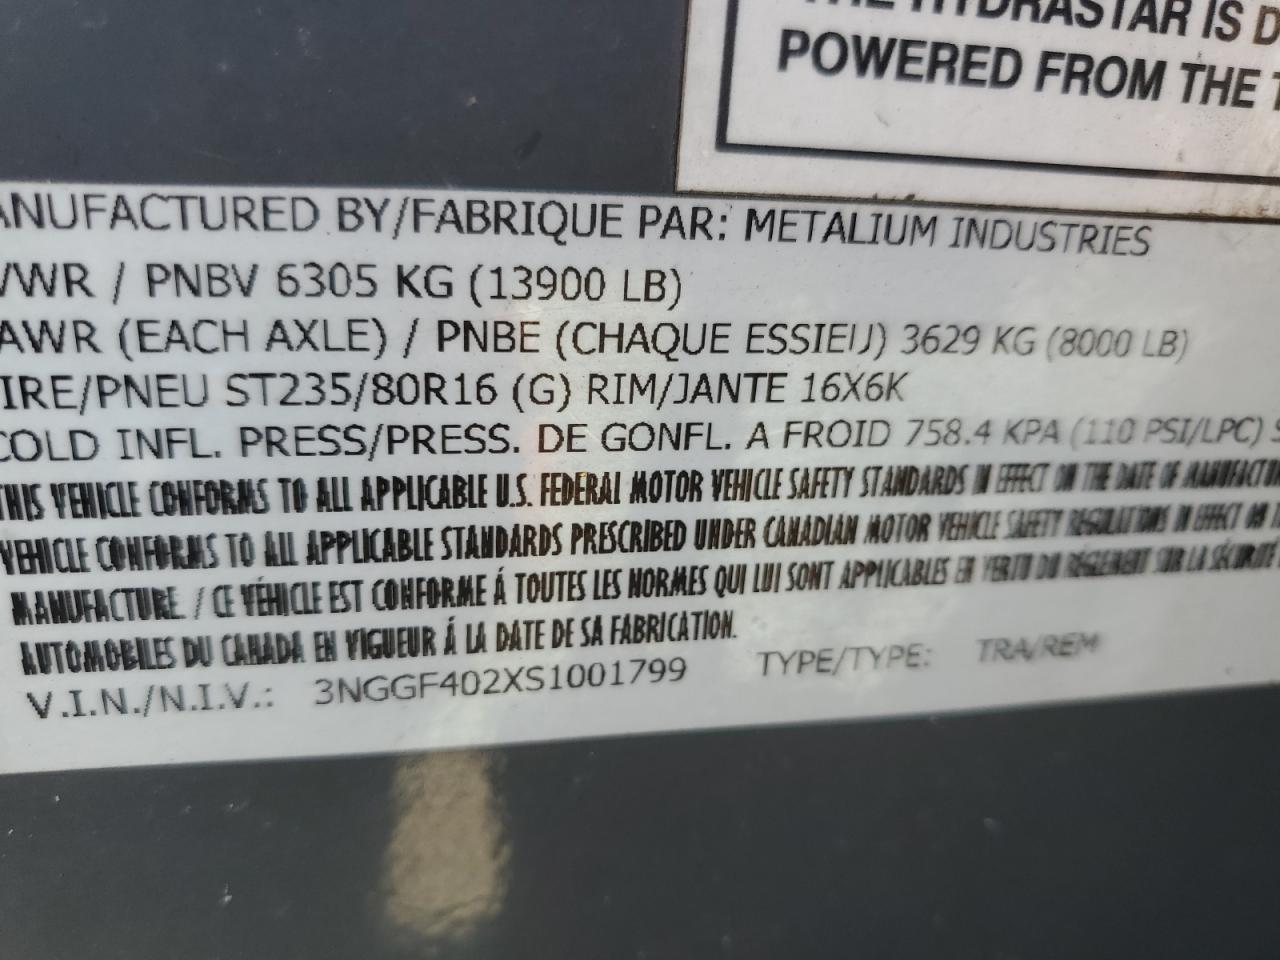 THE HYDRASTAR IS D
POWERED FROM THE T
ANUFACTURED BY/FABRIQUE PAR: METALIUM INDUSTRIES
VWR / PNBV 6305 KG (13900 LB)
AWR (EACH AXLE) / PNBE (CHAQUE ESSIEU) 3629 KG (8000 LB)
IRE/PNEU ST235/80R16 (G) RIM/JANTE 16X6K
COLD INFL. PRESS/PRESS. DE GONFL. A FROID 758.4 KPA (110 PSI/LPC) S
THIS VEHICLE CONFORMS TO ALL APPLICABLE U.S. FEDERAL MOTOR VEHICLE SAFETY STANDARDS IN EFFECT ON THE DATE OF MANUFACTUR
VEHICLE CONFORMS TO ALL APPLICABLE STANDARDS PRESCRIBED UNDER CANADIAN MOTOR VEHICLE SAFETY REGULATIONS IN EFFECT ON T
MANUFACTURE / CE VÉHICLE EST CONFORME Á TOUTES LES NORMES QUI LUI SONT APPLICABLES EN VERTU DU RÉGLEMENT SUR LA SÉCURITÉ
AUTOMOBILES DU CANADA EN VIGUEUR Á LA DATE DE SA FABRICATION.
V.I.N./N.I.V.: 3NGGF402XS1001799 TYPE/TYPE: TRA/REM